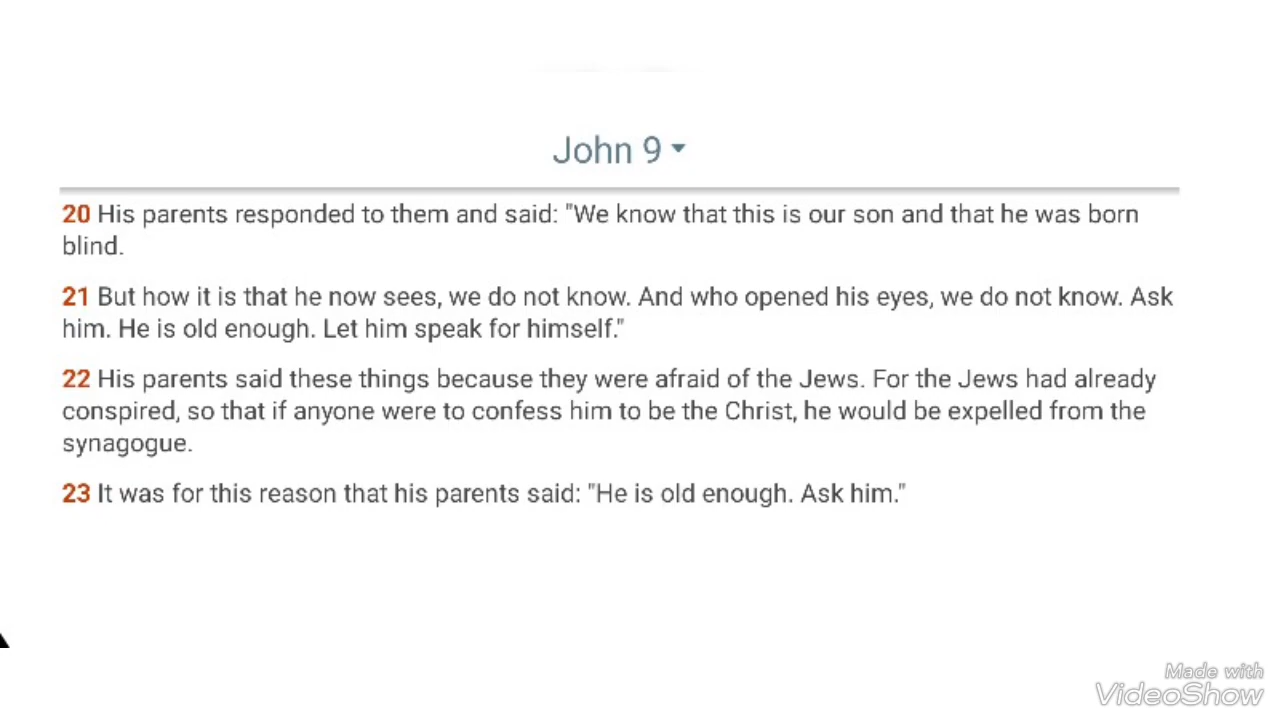 John 9
20 His parents responded to them and said: "We know that this is our son and that he was born
blind.
21 But how it is that he now sees, we do not know. And who opened his eyes, we do not know. Ask
him. He is old enough. Let him speak for himself."
22 His parents said these things because they were afraid of the Jews. For the Jews had already
conspired, so that if anyone were to confess him to be the Christ, he would be expelled from the
synagogue.
23 It was for this reason that his parents said: "He is old enough. Ask him."
Made with
VideoShow